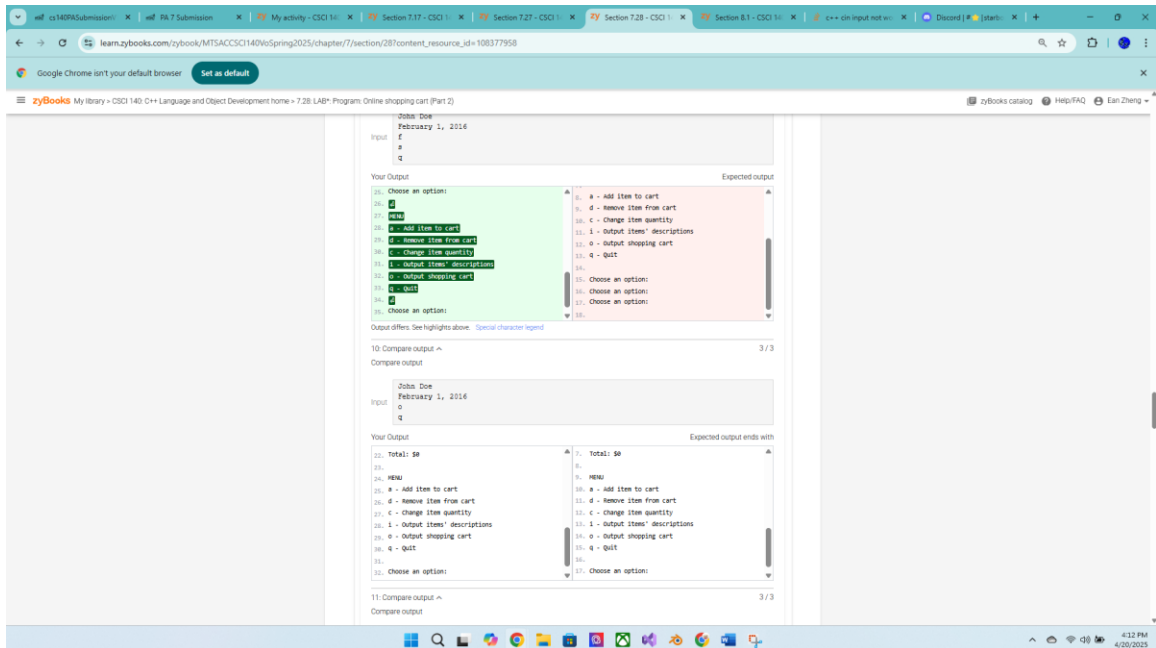 cs140PASubmission\
PA 7 Submission
My activity - CSCI 140
Section 7.17 - CSCI 1
Section 7.27 - CSCI 1
Section 7.28 - CSCI 1
Section 8.1 - CSCI 14
c++ cin input not wo
Discord | # | starb
learn.zybooks.com/zybook/MTSACCSCI140VoSpring2025/chapter/7/section/28?content_resource_id=108377958
Google Chrome isn't your default browser Set as default
zyBooks My library > CSCI 140: C++ Language and Object Development home > 7.28: LAB*: Program: Online shopping cart (Part 2)
zyBooks catalog Help/FAQ Ean Zheng
John Doe
February 1, 2016
Input f
s
q
Your Output
25. Choose an option:
26.
27. MENU
28. a - Add item to cart
29. d - Remove item from cart
30. c - Change item quantity
31. i - Output items' descriptions
32. o - Output shopping cart
33. q - Quit
34.
35. Choose an option:
Expected output
8. a - Add item to cart
9. d - Remove item from cart
10. c - Change item quantity
11. i - Output items' descriptions
12. o - Output shopping cart
13. q - Quit
14.
15. Choose an option:
16. Choose an option:
17. Choose an option:
18.
Output differs. See highlights above. Special character legend
10: Compare output 3 / 3
Compare output
John Doe
February 1, 2016
Input o
q
Your Output
22. Total: $0
23.
24. MENU
25. a - Add item to cart
26. d - Remove item from cart
27. c - Change item quantity
28. i - Output items' descriptions
29. o - Output shopping cart
30. q - Quit
31.
32. Choose an option:
Expected output ends with
7. Total: $0
8.
9. MENU
10. a - Add item to cart
11. d - Remove item from cart
12. c - Change item quantity
13. i - Output items' descriptions
14. o - Output shopping cart
15. q - Quit
16.
17. Choose an option:
11: Compare output 3 / 3
Compare output
4:12 PM
4/20/2025